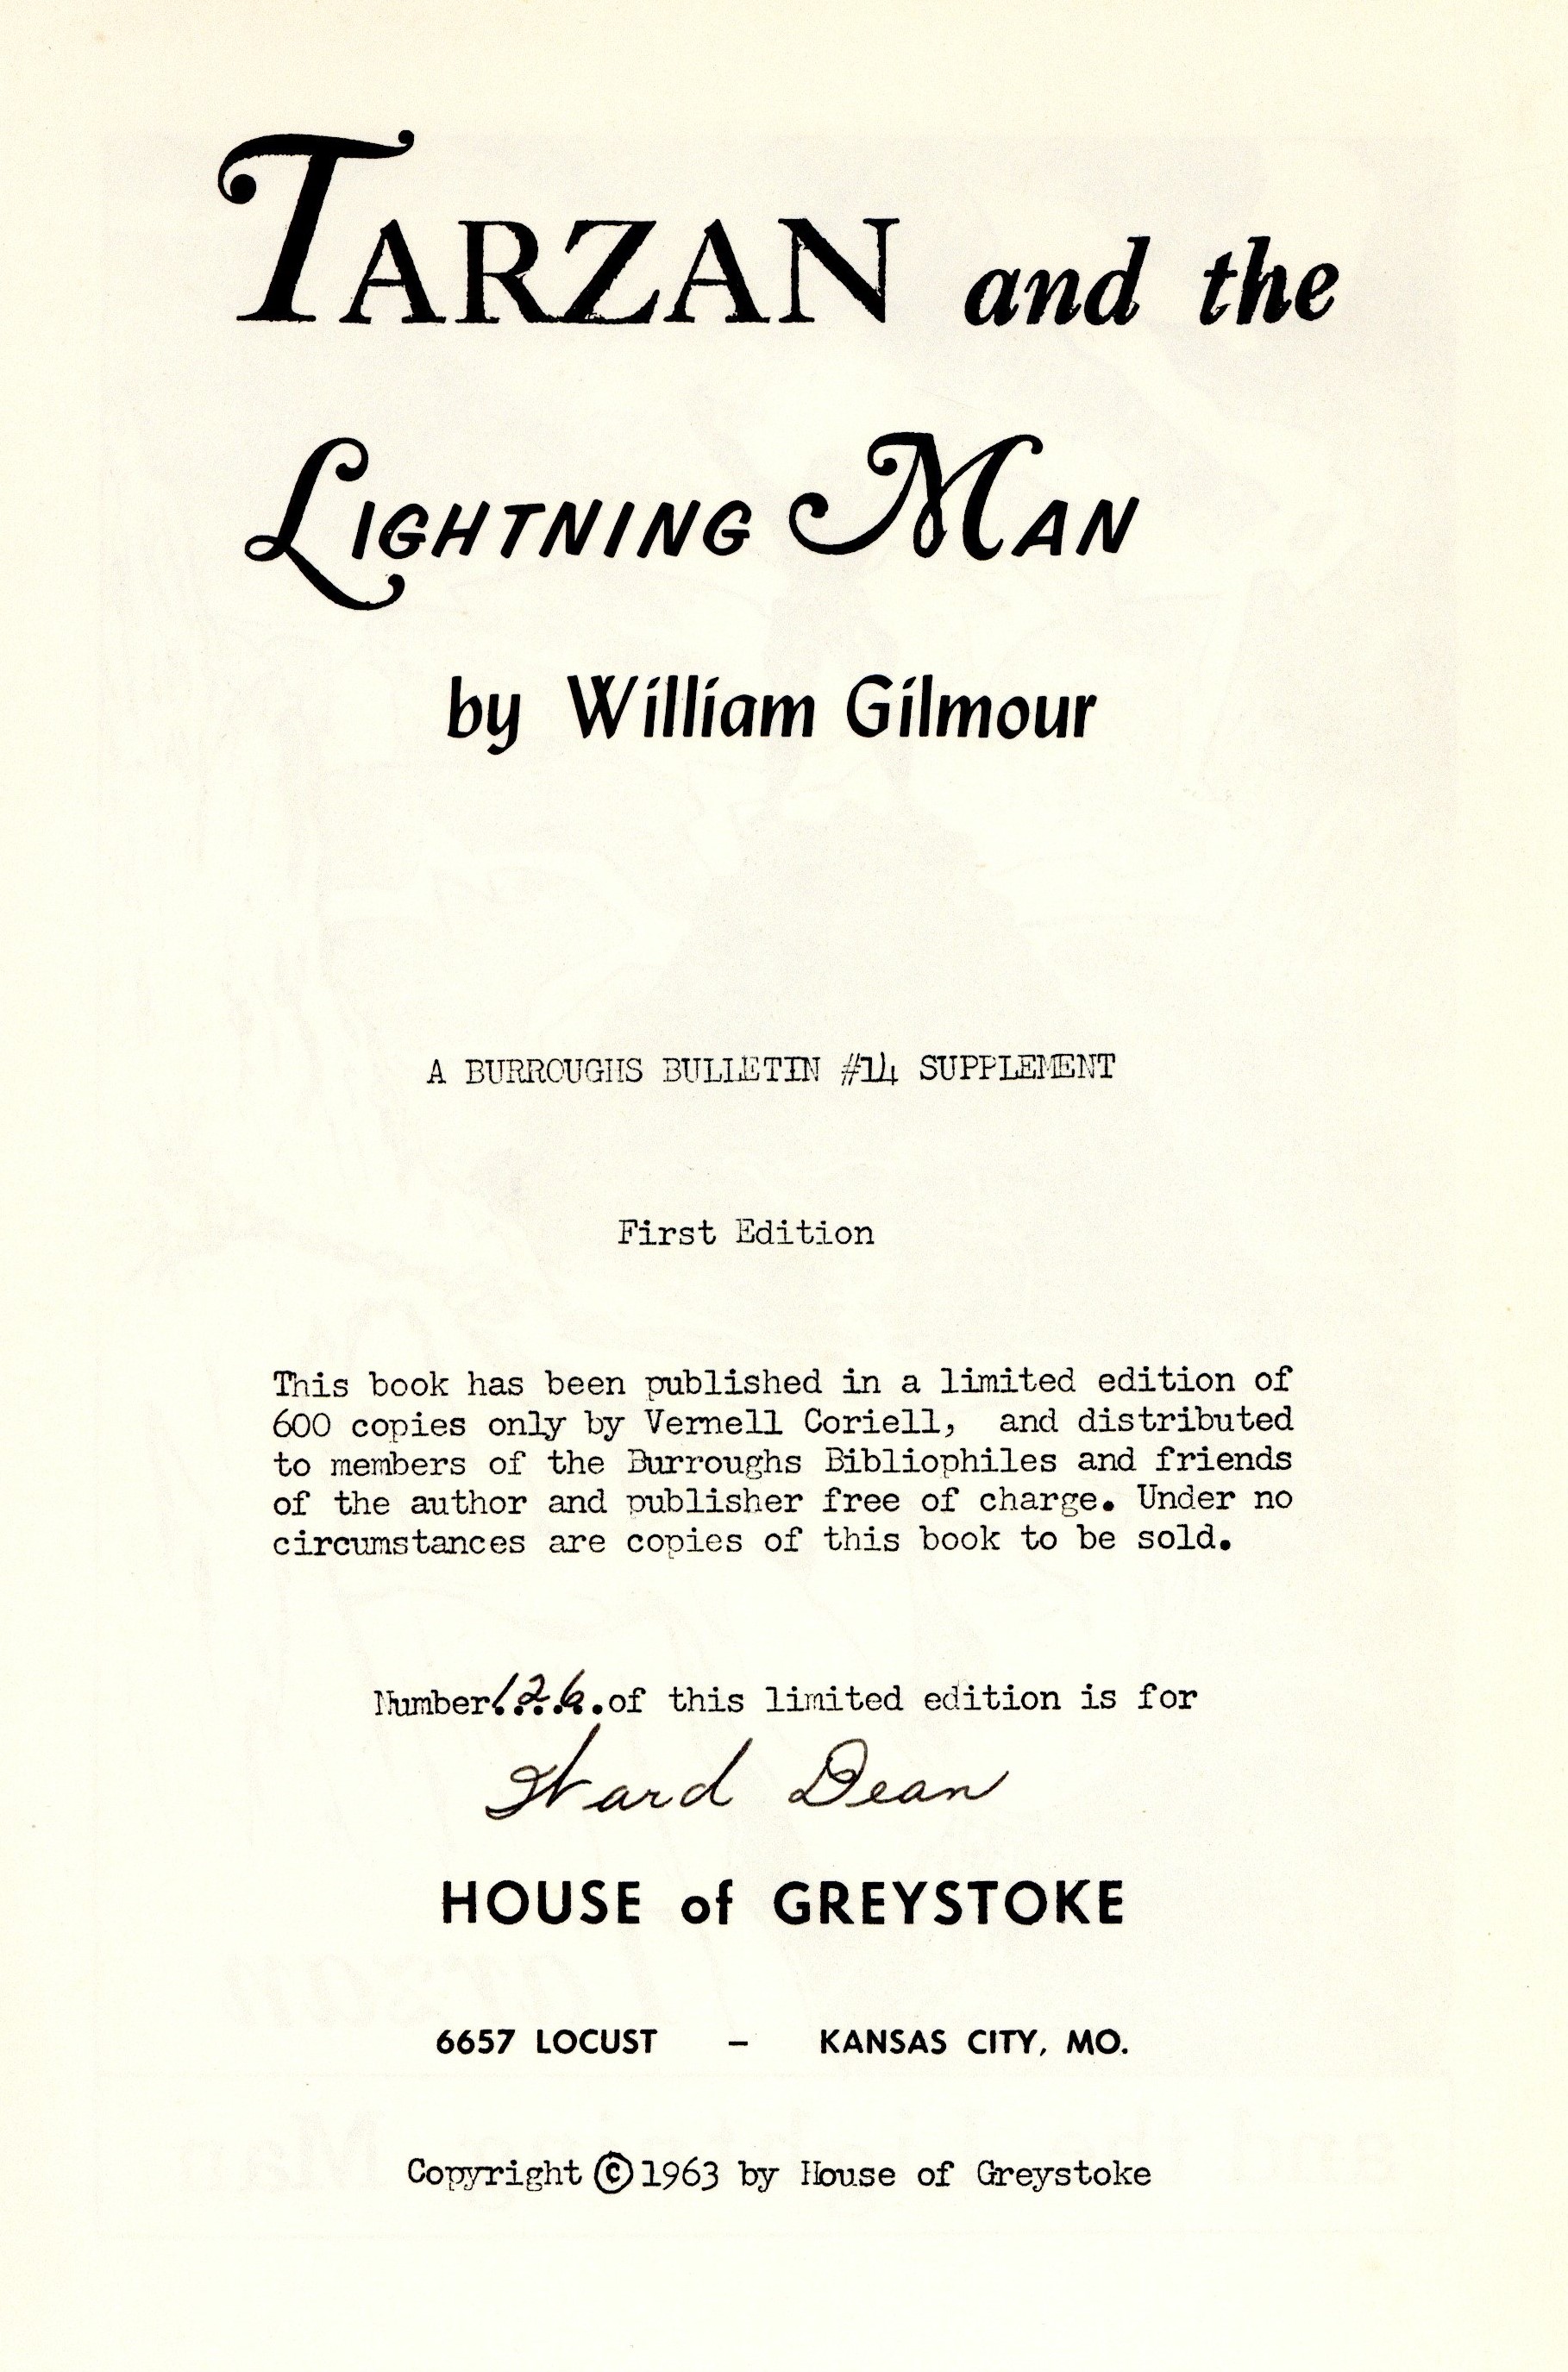 TARZAN and the
LIGHTNING MAN
by William Gilmour
A BURROUGHS BULLETIN #14 SUPPLEMENT
First Edition
This book has been published in a limited edition of
600 copies only by Vernell Coriell, and distributed
to members of the Burroughs Bibliophiles and friends
of the author and publisher free of charge. Under no
circumstances are copies of this book to be sold.
Number 126 of this limited edition is for
Ward Dean
HOUSE of GREYSTOKE
6657 LOCUST – KANSAS CITY, MO.
Copyright © 1963 by House of Greystoke